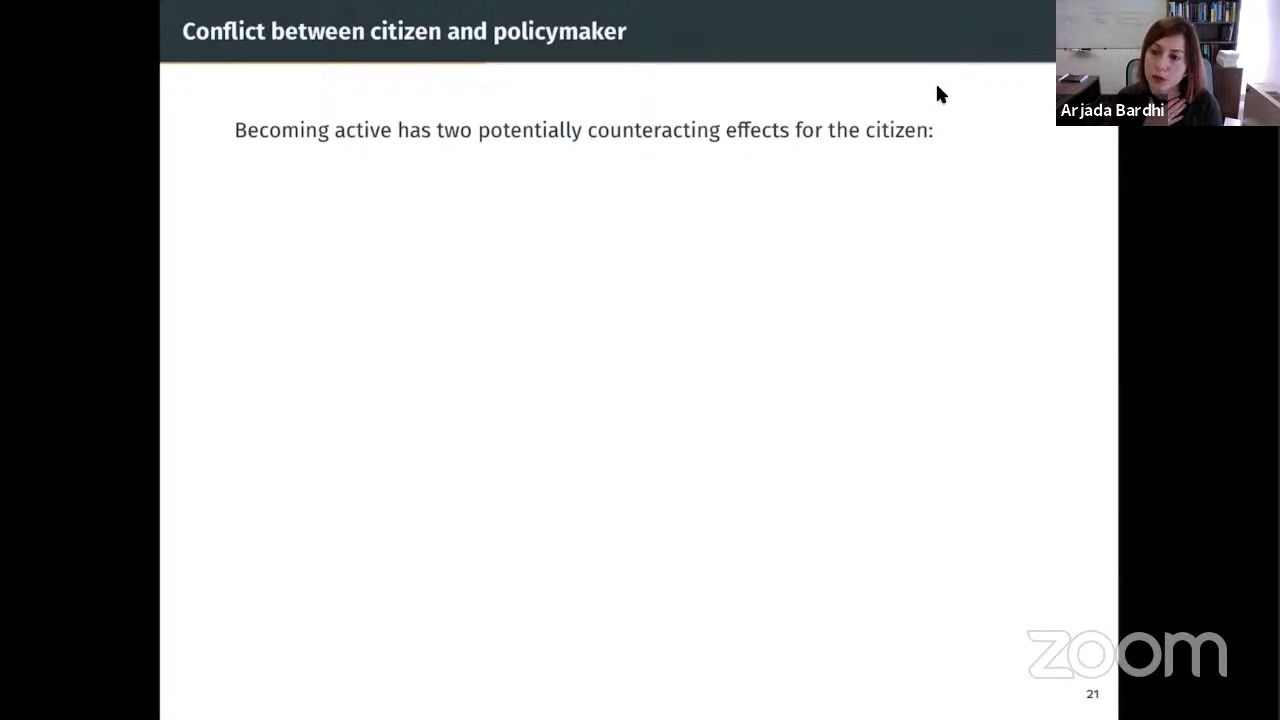 Conflict between citizen and policymaker
Arjada Bardhi
Becoming active has two potentially counteracting effects for the citizen:
zoom
21